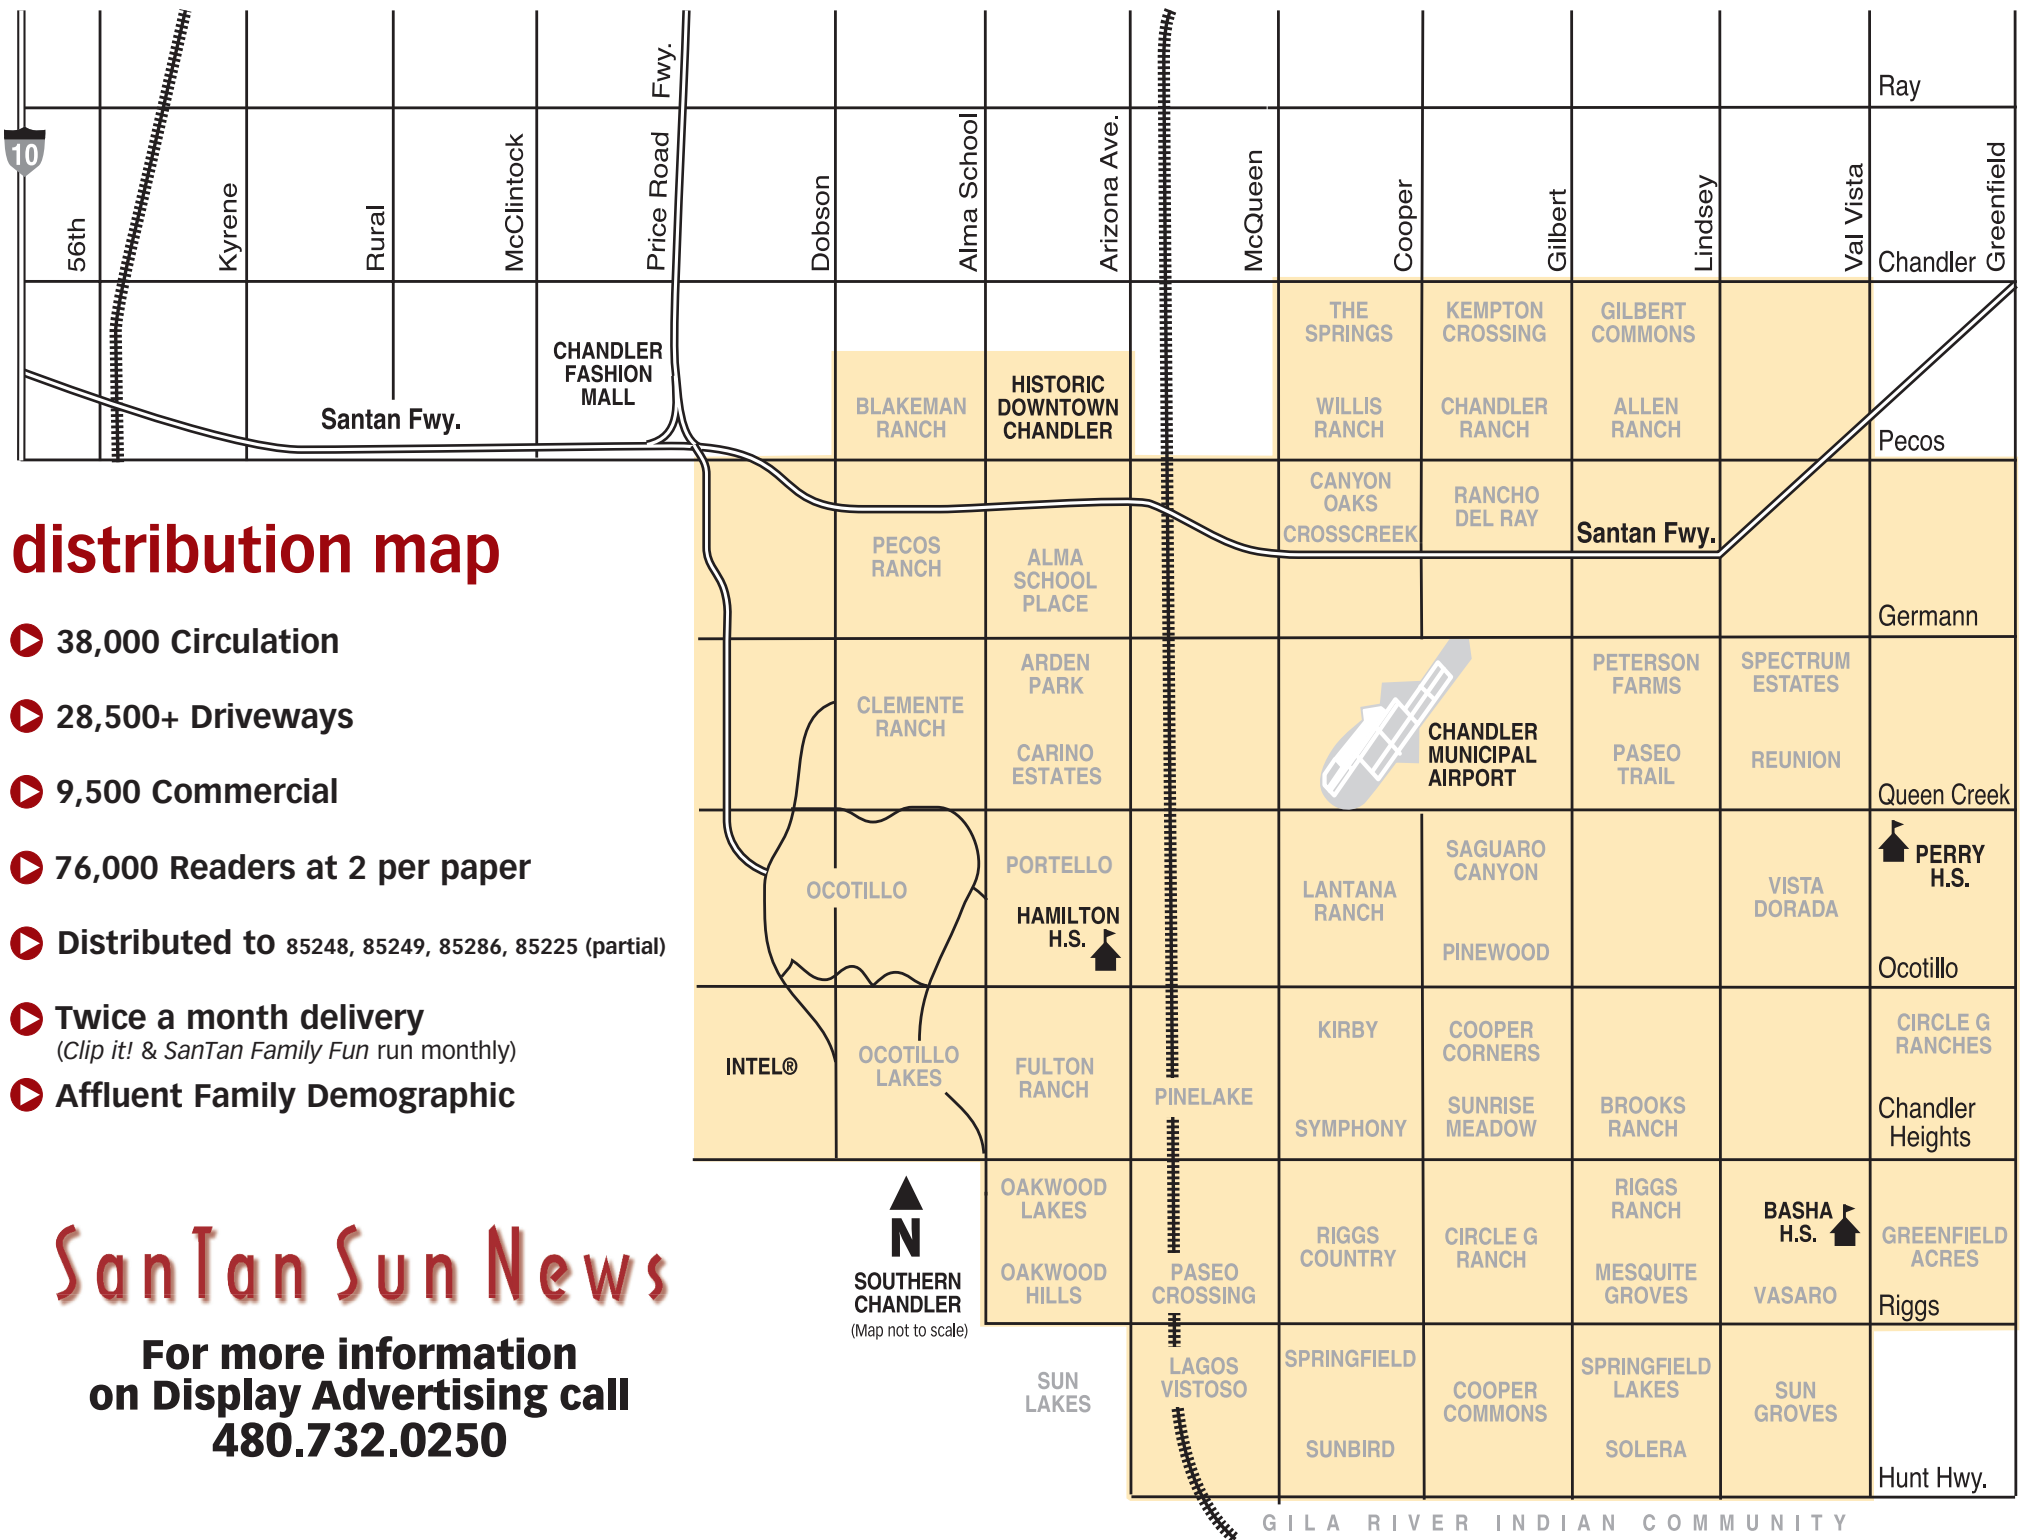 Ray
Fwy.
10
56th
Kyrene
Rural
McClintock
Price Road
Dobson
Alma School
Arizona Ave.
McQueen
Cooper
Gilbert
Lindsey
Val Vista
Greenfield
Chandler
THE
SPRINGS
KEMPTON
CROSSING
GILBERT
COMMONS
CHANDLER
FASHION
MALL
Santan Fwy.
BLAKEMAN
RANCH
HISTORIC
DOWNTOWN
CHANDLER
WILLIS
RANCH
CHANDLER
RANCH
ALLEN
RANCH
Pecos
CANYON
OAKS
CROSSCREEK
RANCHO
DEL RAY
Santan Fwy.
PECOS
RANCH
ALMA
SCHOOL
PLACE
Germann
ARDEN
PARK
CLEMENTE
RANCH
CARINO
ESTATES
CHANDLER
MUNICIPAL
AIRPORT
PETERSON
FARMS
SPECTRUM
ESTATES
PASEO
TRAIL
REUNION
Queen Creek
OCOTILLO
PORTELLO
HAMILTON
H.S.
LANTANA
RANCH
SAGUARO
CANYON
PINEWOOD
VISTA
DORADA
PERRY
H.S.
Ocotillo
INTEL®
OCOTILLO
LAKES
FULTON
RANCH
PINELAKE
KIRBY
SYMPHONY
COOPER
CORNERS
SUNRISE
MEADOW
BROOKS
RANCH
CIRCLE G
RANCHES
Chandler
Heights
OAKWOOD
LAKES
OAKWOOD
HILLS
PASEO
CROSSING
RIGGS
COUNTRY
CIRCLE G
RANCH
RIGGS
RANCH
MESQUITE
GROVES
BASHA
H.S.
VASARO
GREENFIELD
ACRES
Riggs
SUN
LAKES
LAGOS
VISTOSO
SPRINGFIELD
SUNBIRD
COOPER
COMMONS
SPRINGFIELD
LAKES
SOLERA
SUN
GROVES
Hunt Hwy.
GILA RIVER INDIAN COMMUNITY
N
SOUTHERN
CHANDLER
(Map not to scale)
distribution map
38,000 Circulation
28,500+ Driveways
9,500 Commercial
76,000 Readers at 2 per paper
Distributed to 85248, 85249, 85286, 85225 (partial)
Twice a month delivery
(Clip it! & SanTan Family Fun run monthly)
Affluent Family Demographic
SanTan Sun News
For more information
on Display Advertising call
480.732.0250